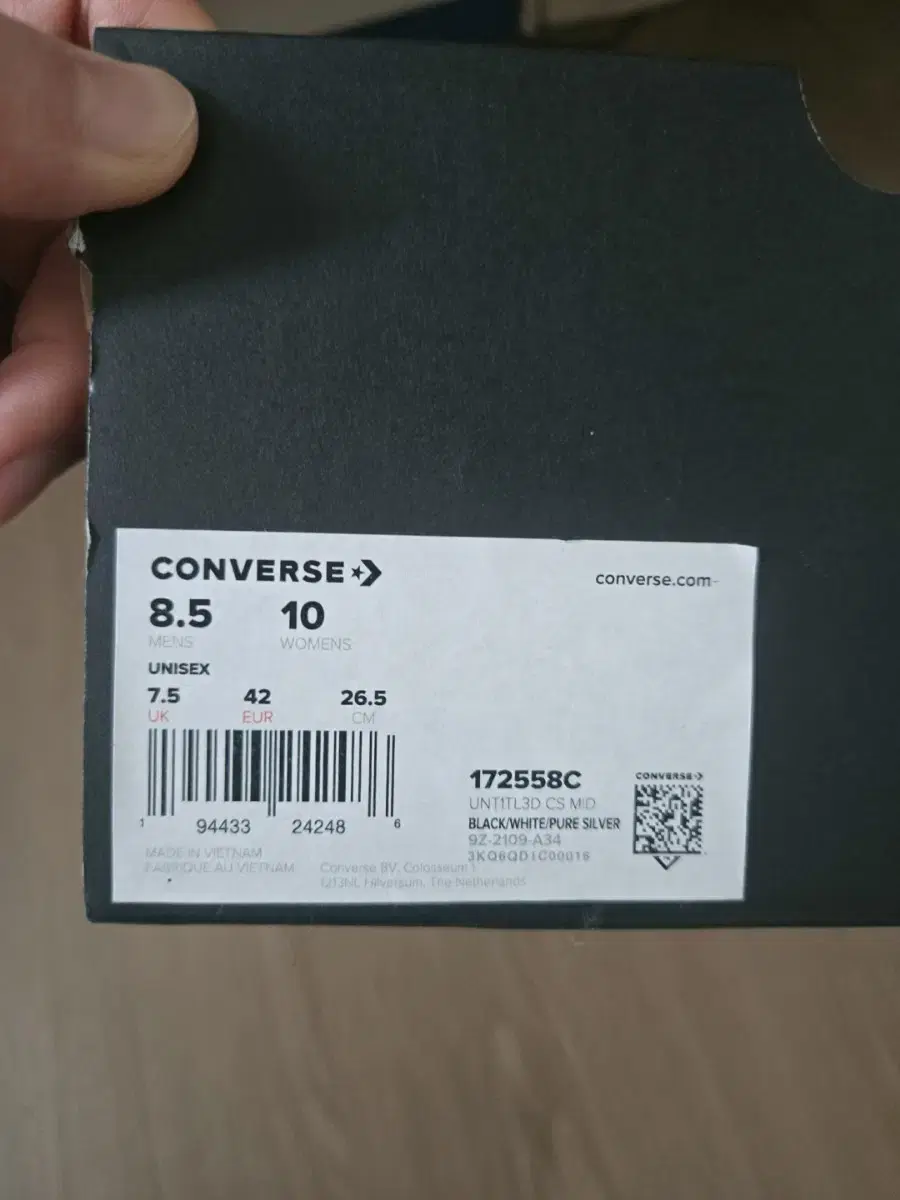 CONVERSE
converse.com
8.5 10
MENS WOMENS
UNISEX
7.5 42 26.5
UK EUR CM
1 94433 24248 6
172558C
UNT1TL3D CS MID
BLACK/WHITE/PURE SILVER
9Z-2109-A34
3KQ6QD1C00016
CONVERSE
MADE IN VIETNAM
FABRIQUE AU VIETNAM
Converse BV, Colosseum 1
1213NL Hilversum, The Netherlands